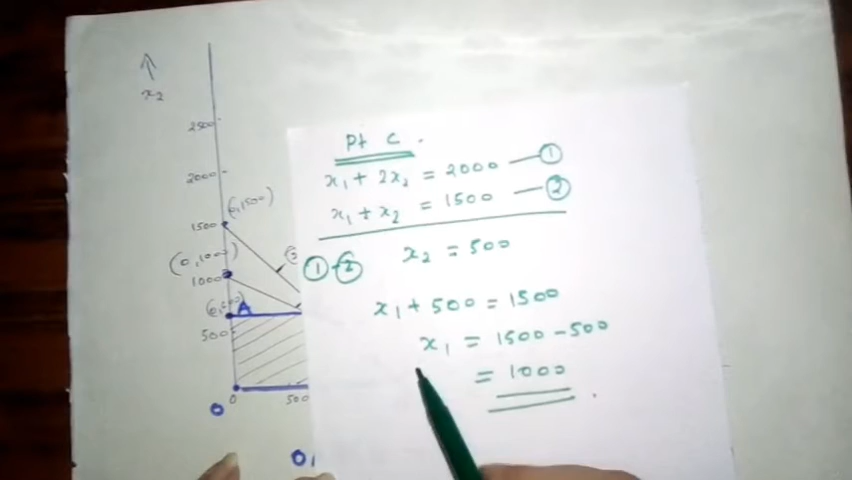 x₂
2500
2000
1500
(0,1500)
(0,1000)
1000
A
500
0
500
O
Pt C.
x₁ + 2x₂ = 2000 — ①
x₁ + x₂ = 1500 — ②
① - ② x₂ = 500
x₁ + 500 = 1500
x₁ = 1500 - 500
= 1000